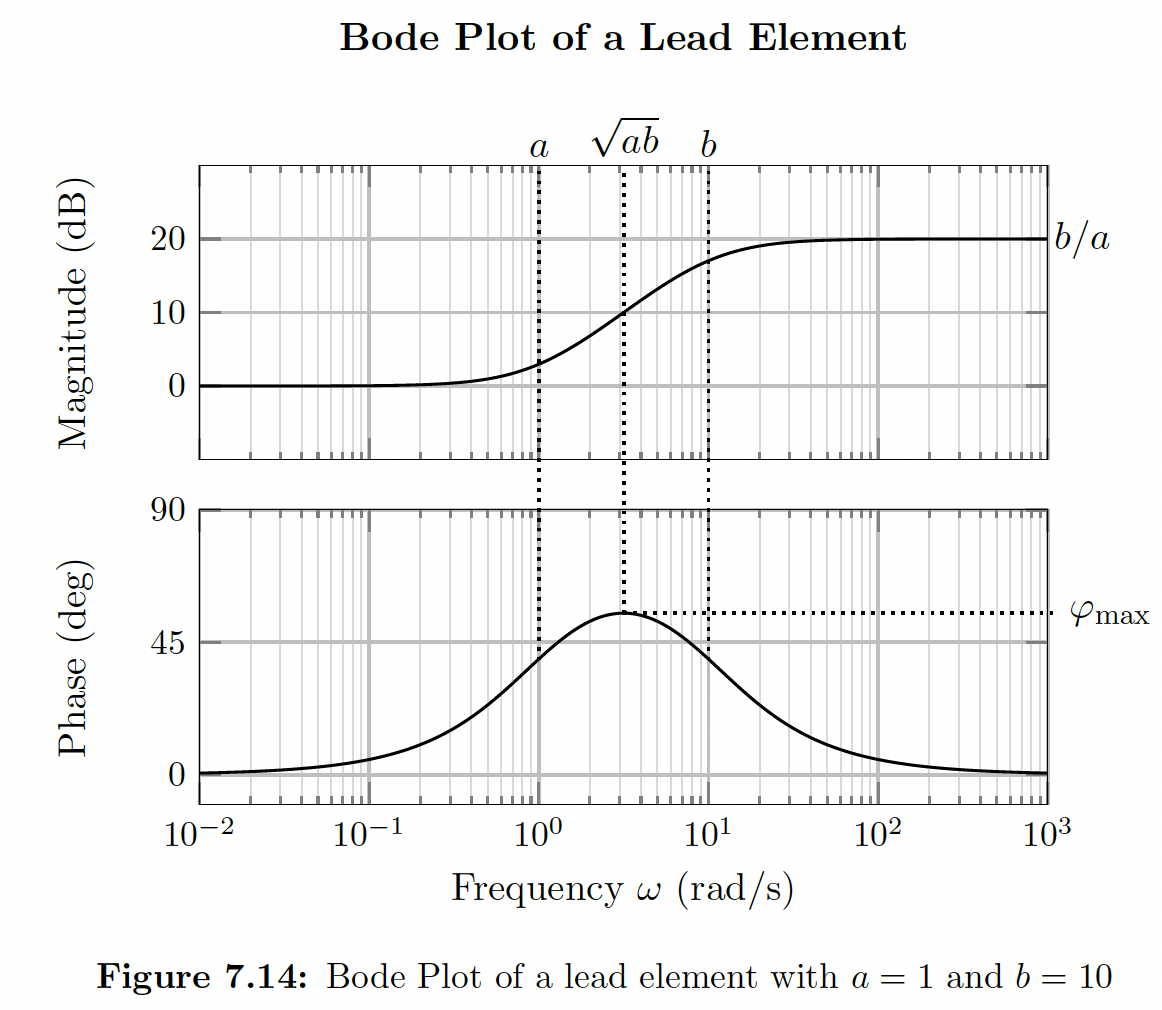 Bode Plot of a Lead Element
a
√ab
b
Magnitude (dB)
20
10
0
b/a
Phase (deg)
90
45
0
φmax
10−2
10−1
100
101
102
103
Frequency ω (rad/s)
Figure 7.14: Bode Plot of a lead element with a = 1 and b = 10